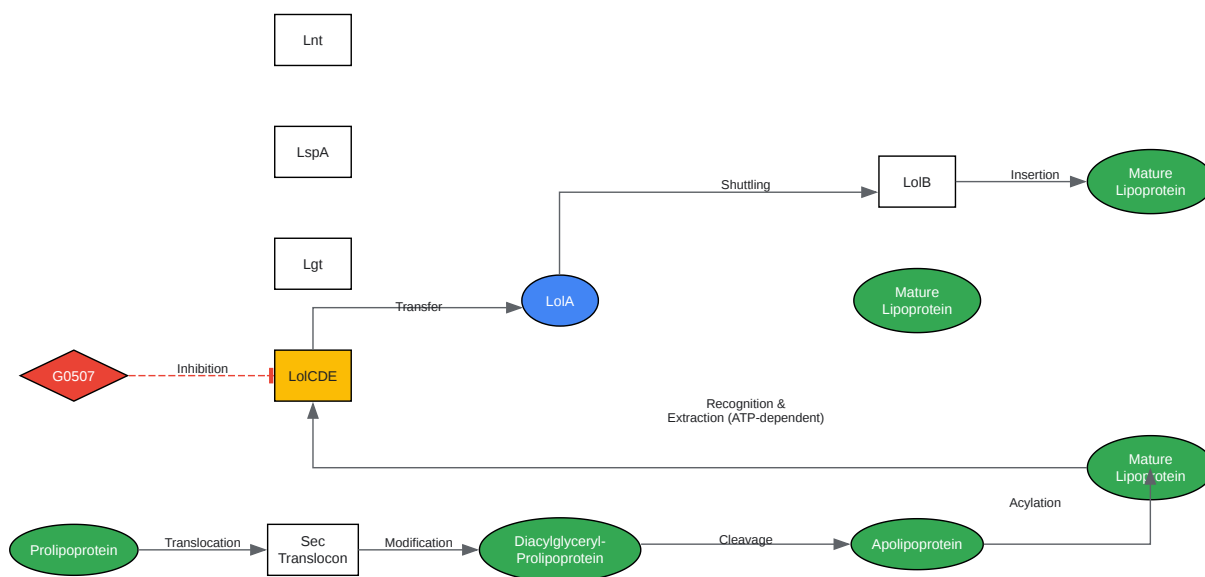 Lnt
LspA
Shuttling
LolB
Insertion
Mature
Lipoprotein
Lgt
Transfer
LolA
Mature
Lipoprotein
G0507
Inhibition
LolCDE
Recognition &
Extraction (ATP-dependent)
Mature
Lipoprotein
Acylation
Prolipoprotein
Translocation
Sec
Translocon
Modification
Diacylglyceryl-
Prolipoprotein
Cleavage
Apolipoprotein